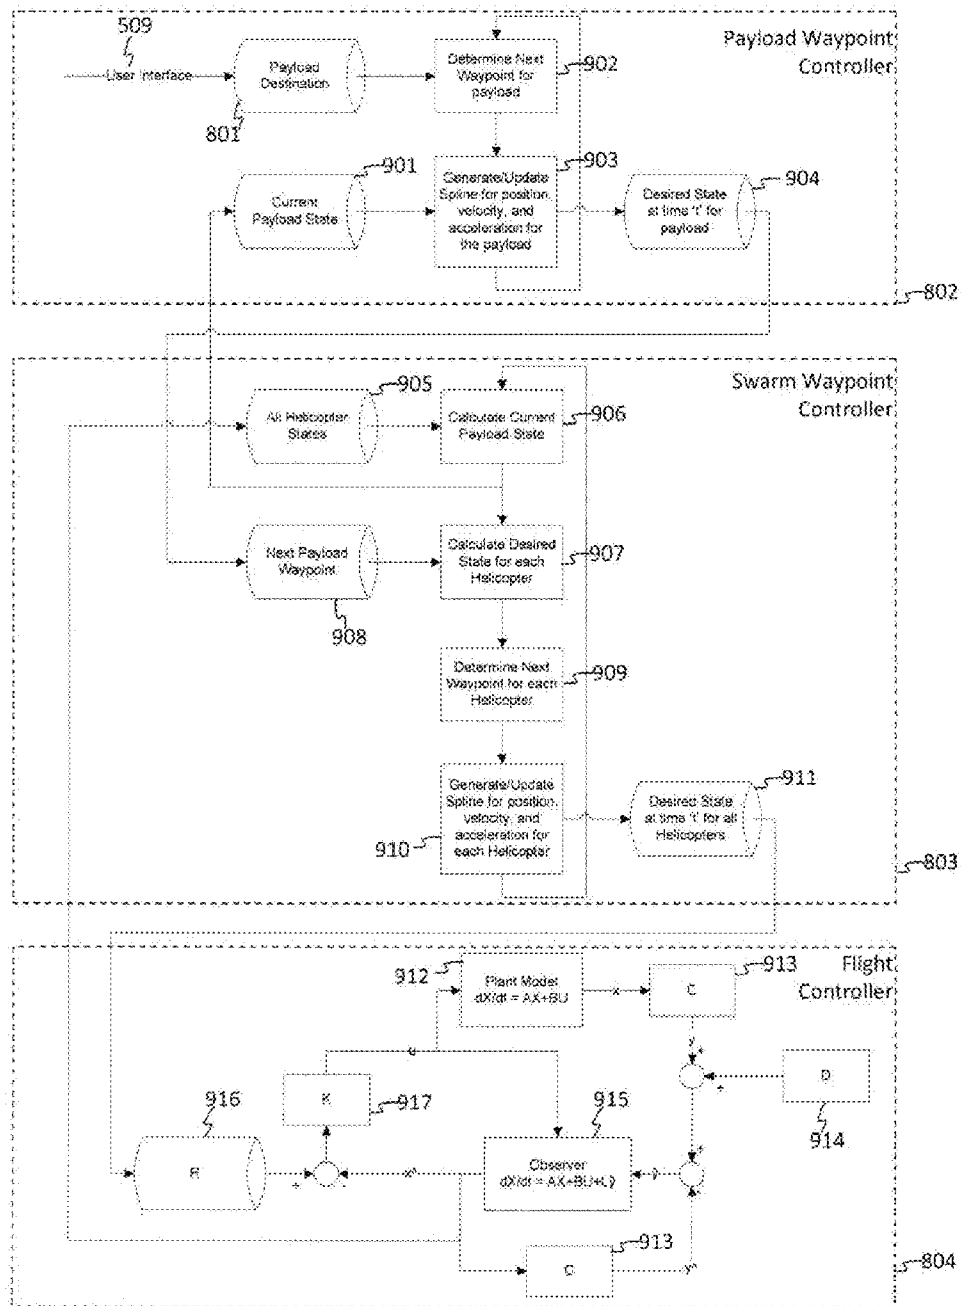 Payload Waypoint
Controller
509
User Interface
Payload
Destination
801
Determine Next
Waypoint for
payload
902
901
Current
Payload State
903
Generate/Update
Spline for position,
velocity, and
acceleration for
the payload
904
Desired State
at time 't' for
payload
802
Swarm Waypoint
Controller
905
All Helicopter
States
Calculate Current
Payload State
906
Next Payload
Waypoint
908
Calculate Desired
State for each
Helicopter
907
Determine Next
Waypoint for each
Helicopter
909
Generate/Update
Spline for position,
velocity, and
acceleration for
each Helicopter
910
911
Desired State
at time 't' for all
Helicopters
803
Flight
Controller
912
Plant Model
dX/dt = AX+BU
x
913
C
y
+
+
D
914
u
K
917
916
R
+
-
x^
915
Observer
dX/dt = AX+BU+L
+
-
913
y^
804